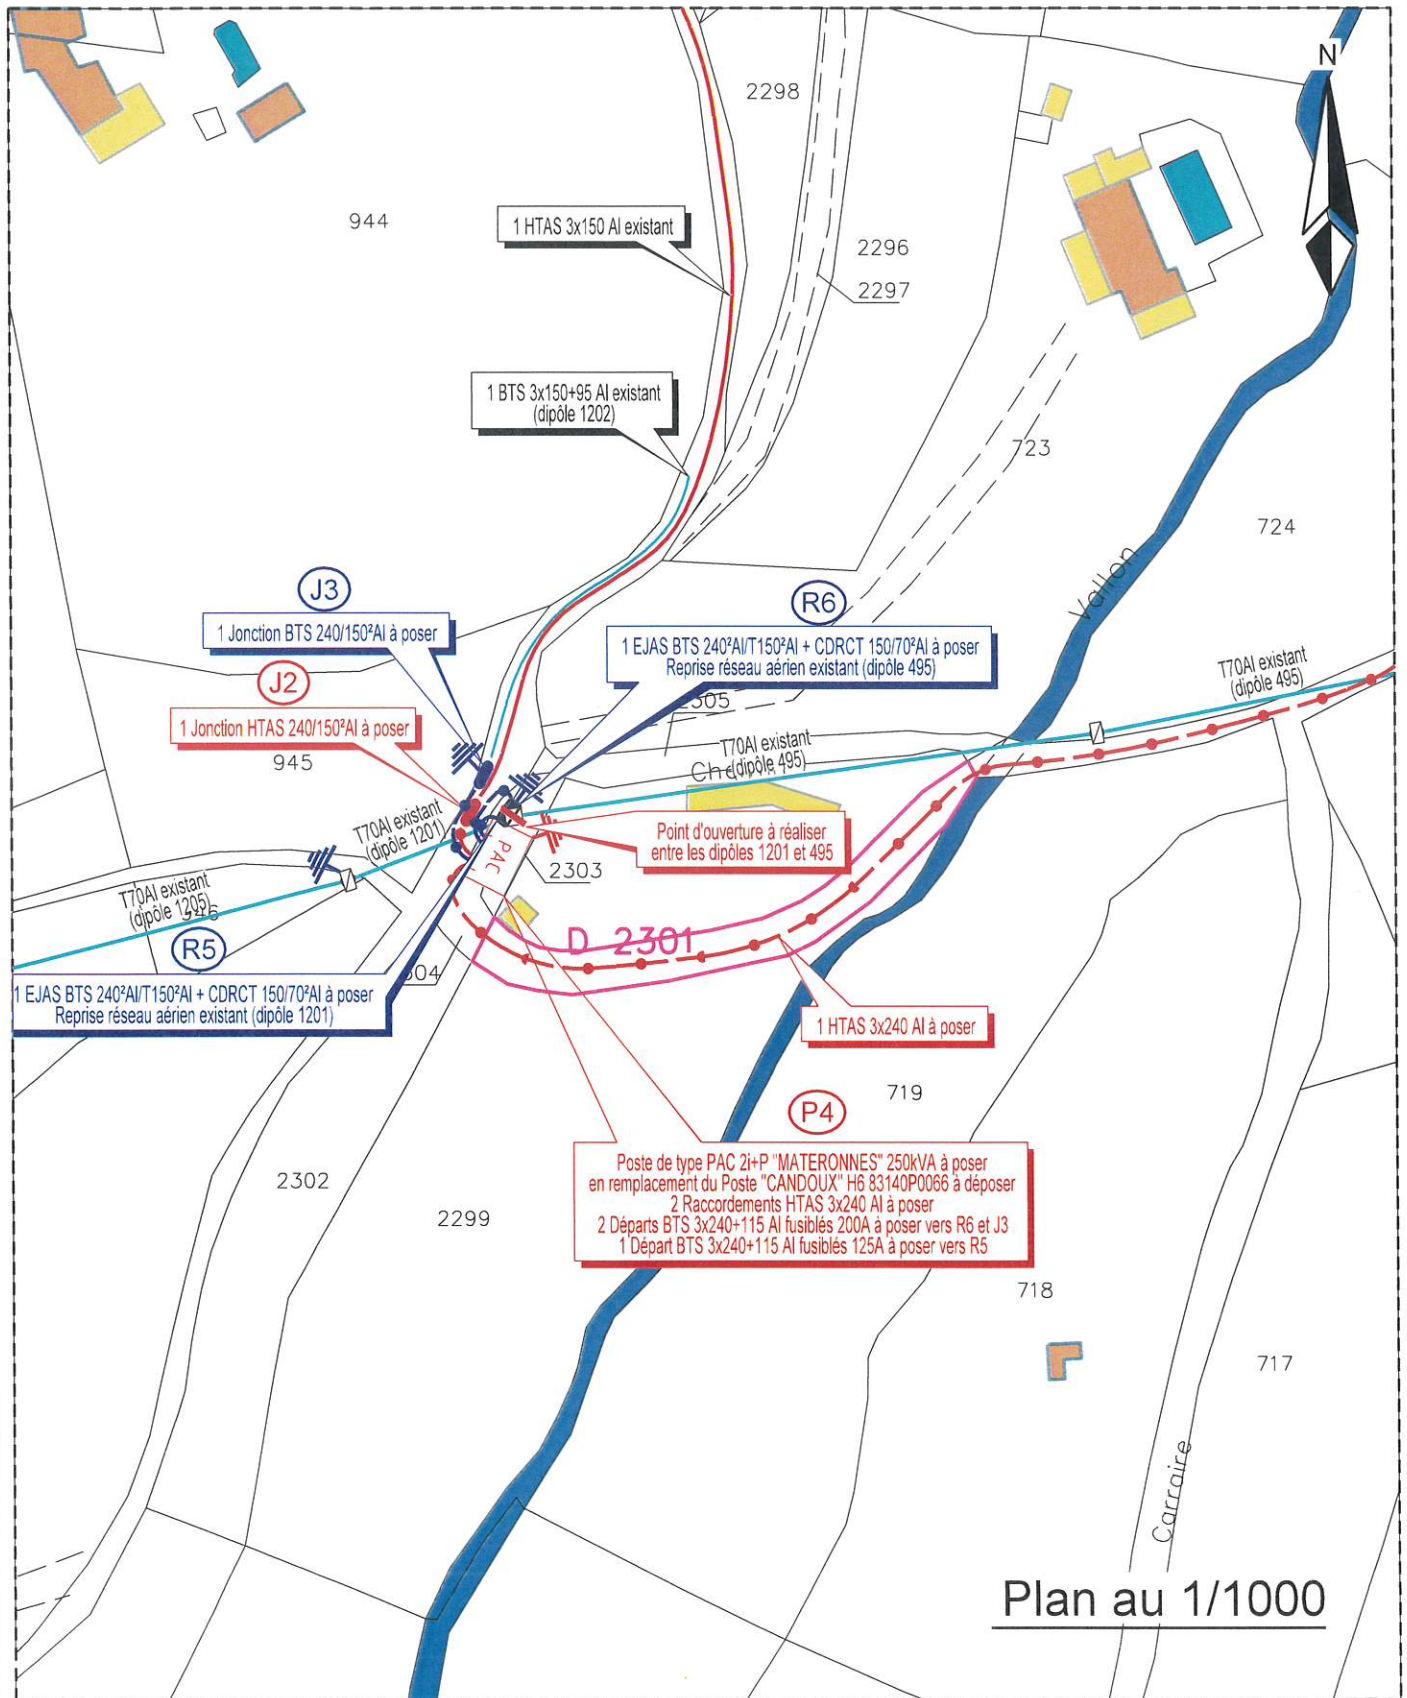 N
2298
944
1 HTAS 3x150 Al existant
2296
2297
1 BTS 3x150+95 Al existant
(dipôle 1202)
723
724
Vallon
J3
1 Jonction BTS 240/150²Al à poser
R6
1 EJAS BTS 240²Al/T150²Al + CDRCT 150/70²Al à poser
Reprise réseau aérien existant (dipôle 495)
J2
1 Jonction HTAS 240/150²Al à poser
T70Al existant
(dipôle 495)
2305
945
T70Al existant
(dipôle 495)
T70Al existant
(dipôle 1201)
Point d'ouverture à réaliser
entre les dipôles 1201 et 495
PAC
2303
T70Al existant
(dipôle 1205)
946
R5
D 2301
1 EJAS BTS 240²Al/T150²Al + CDRCT 150/70²Al à poser
Reprise réseau aérien existant (dipôle 1201)
1 HTAS 3x240 Al à poser
719
P4
Poste de type PAC 2i+P "MATERONNES" 250kVA à poser
en remplacement du Poste "CANDOUX" H6 83140P0066 à déposer
2 Raccordements HTAS 3x240 Al à poser
2 Départs BTS 3x240+115 Al fusiblés 200A à poser vers R6 et J3
1 Départ BTS 3x240+115 Al fusiblés 125A à poser vers R5
2302
2299
718
717
Carraire
Plan au 1/1000